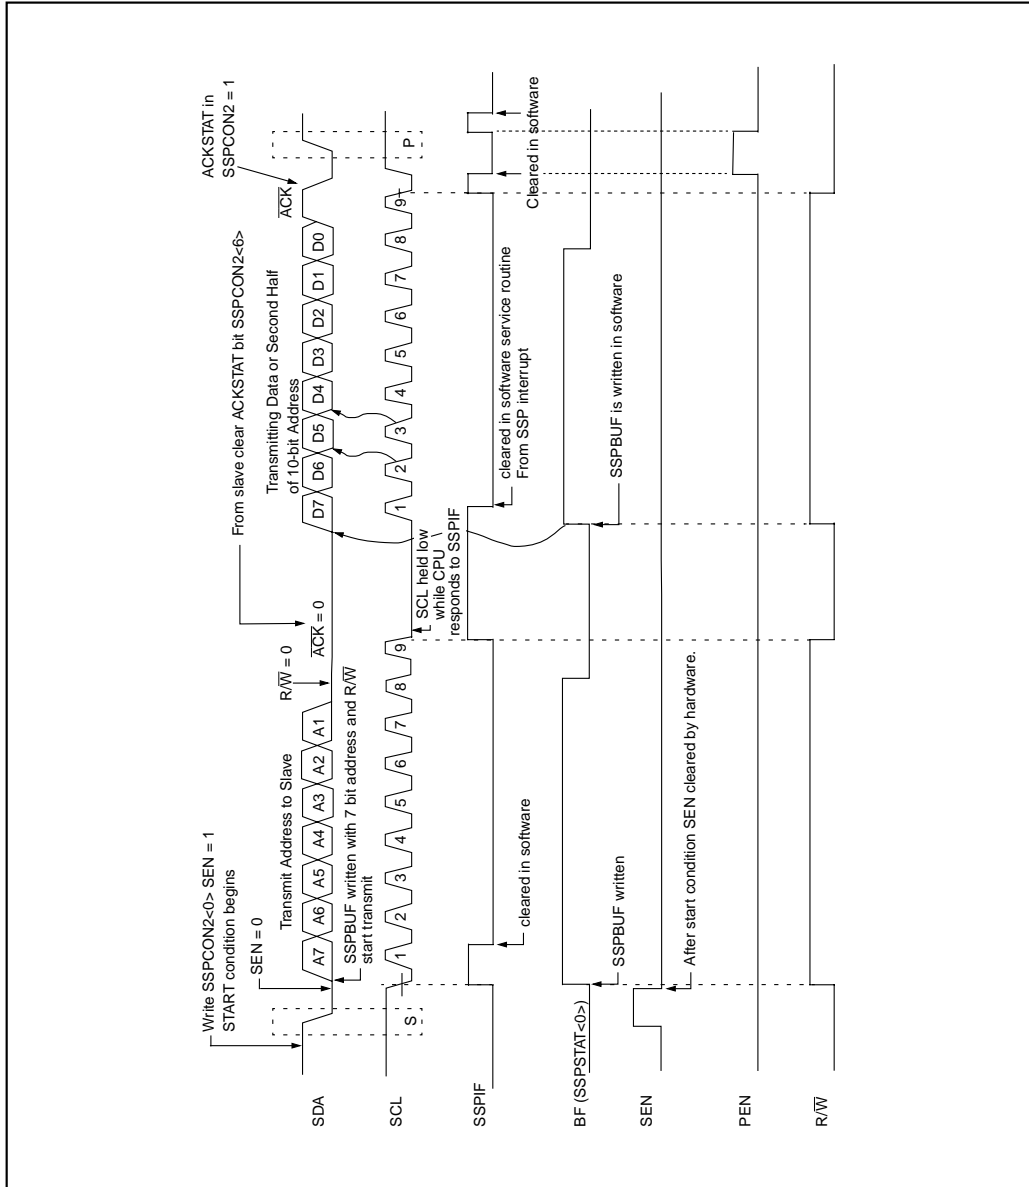 Write SSPCON2<0> SEN = 1
START condition begins
SEN = 0
Transmit Address to Slave
R/W̅ = 0
From slave clear ACKSTAT bit SSPCON2<6>
A̅C̅K̅ = 0
Transmitting Data or Second Half
of 10-bit Address
ACKSTAT in
SSPCON2 = 1
A̅C̅K̅
SDA
A7 A6 A5 A4 A3 A2 A1
D7 D6 D5 D4 D3 D2 D1 D0
SSPBUF written with 7 bit address and R/W̅
start transmit
SCL
S
1 2 3 4 5 6 7 8 9
1 2 3 4 5 6 7 8 9
P
SCL held low
while CPU
responds to SSPIF
SSPIF
cleared in software
cleared in software service routine
From SSP interrupt
Cleared in software
BF (SSPSTAT<0>)
SSPBUF written
SSPBUF is written in software
SEN
After start condition SEN cleared by hardware.
PEN
R/W̅